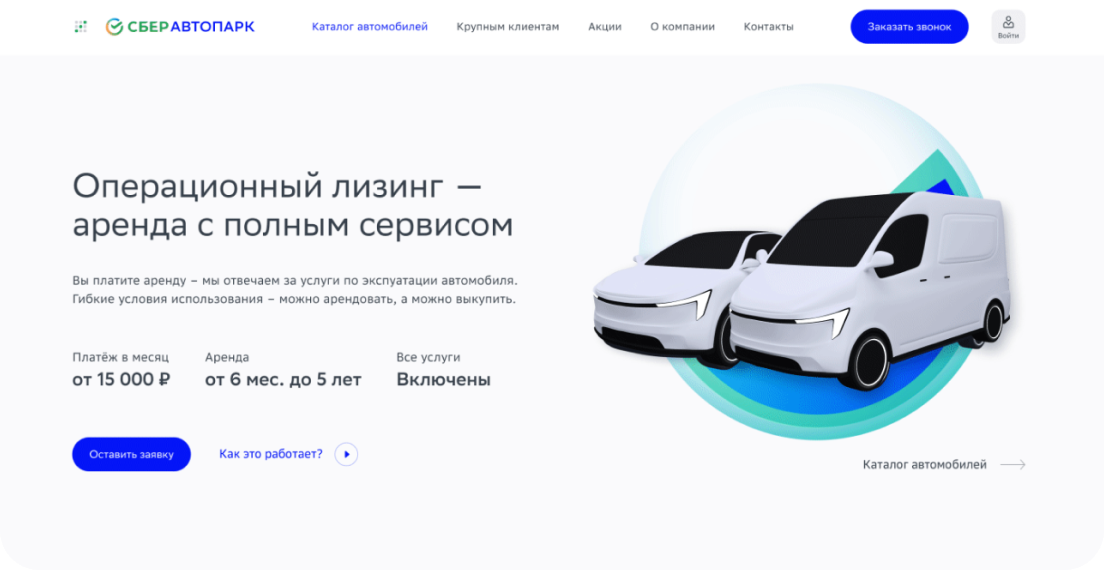 СБЕРАВТОПАРК
Каталог автомобилей
Крупным клиентам
Акции
О компании
Контакты
Заказать звонок
Войти
Операционный лизинг —
аренда с полным сервисом
Вы платите аренду – мы отвечаем за услуги по экспуатации автомобиля.
Гибкие условия использования – можно арендовать, а можно выкупить.
Платёж в месяц
от 15 000 ₽
Аренда
от 6 мес. до 5 лет
Все услуги
Включены
Оставить заявку
Как это работает?
Каталог автомобилей